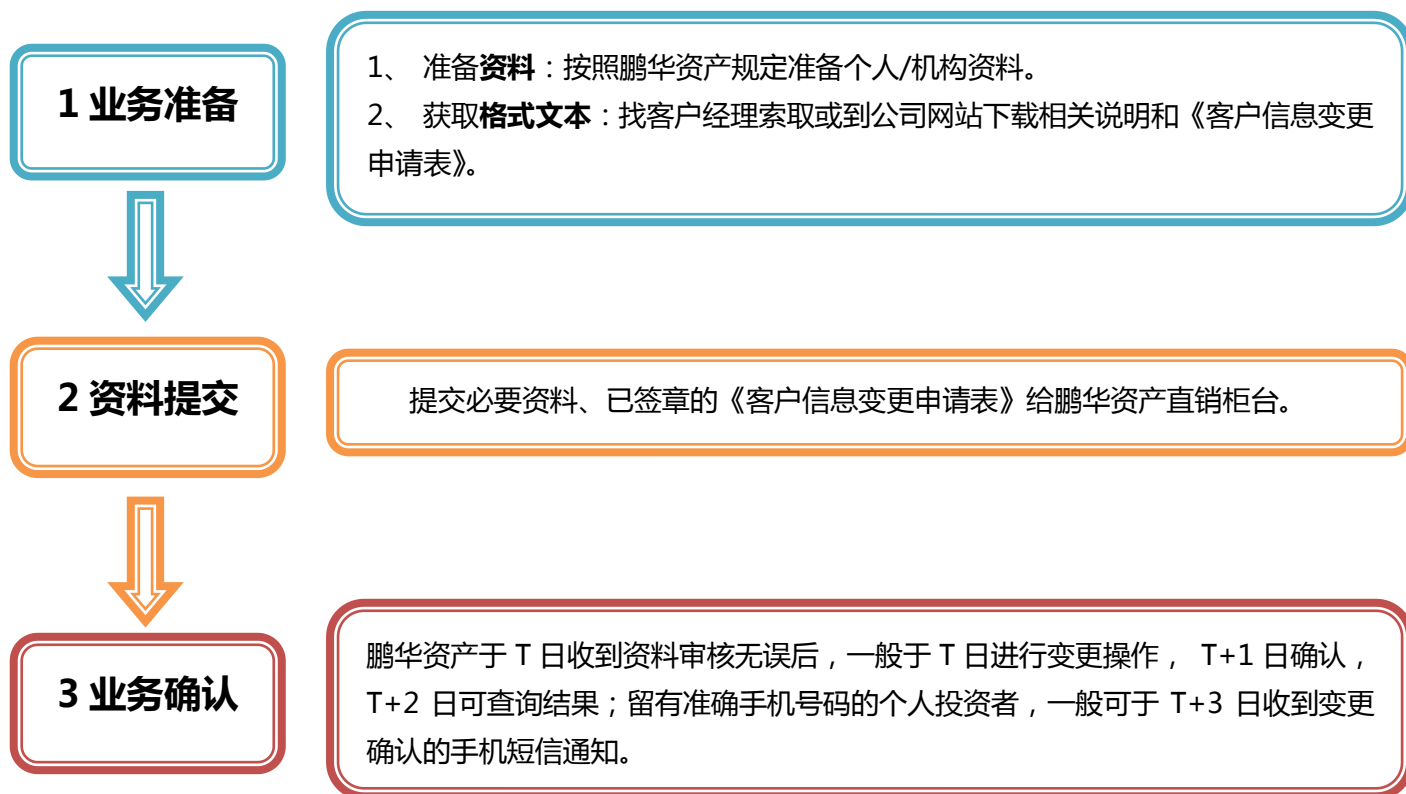 1 业务准备
1、 准备资料：按照鹏华资产规定准备个人/机构资料。
2、 获取格式文本：找客户经理索取或到公司网站下载相关说明和《客户信息变更
申请表》。
2 资料提交
提交必要资料、已签章的《客户信息变更申请表》给鹏华资产直销柜台。
3 业务确认
鹏华资产于 T 日收到资料审核无误后，一般于 T 日进行变更操作， T+1 日确认，
T+2 日可查询结果；留有准确手机号码的个人投资者，一般可于 T+3 日收到变更
确认的手机短信通知。